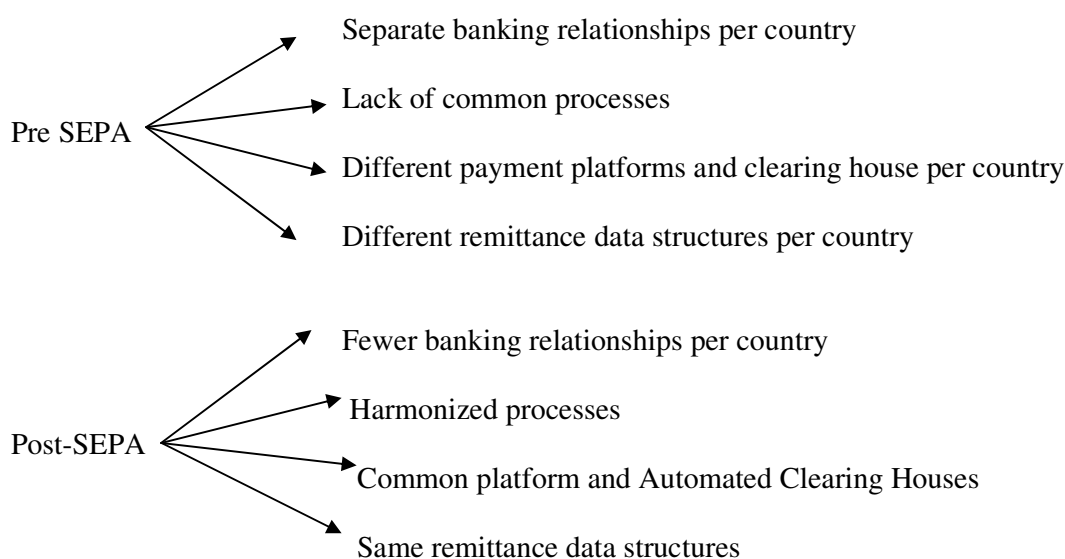 Separate banking relationships per country
Lack of common processes
Pre SEPA
Different payment platforms and clearing house per country
Different remittance data structures per country
Fewer banking relationships per country
Harmonized processes
Post-SEPA
Common platform and Automated Clearing Houses
Same remittance data structures